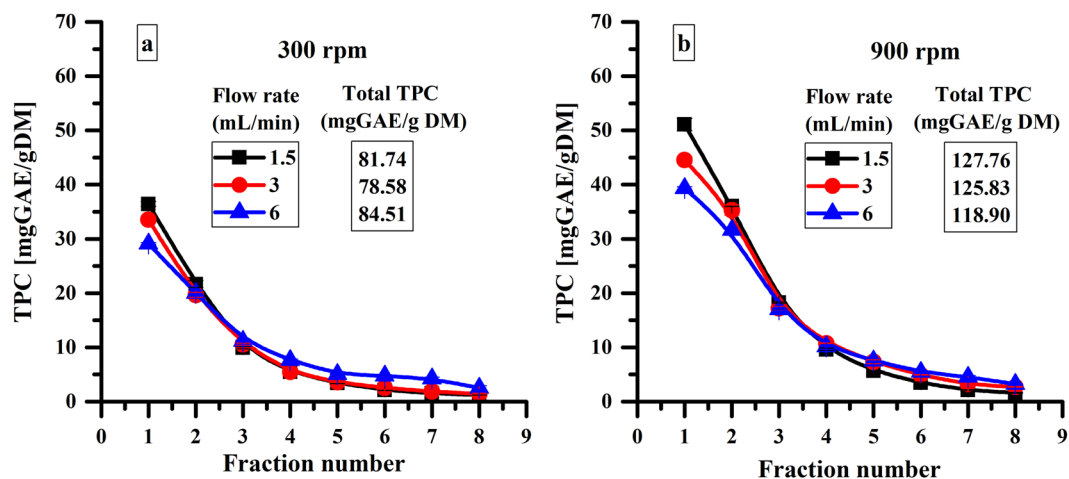 a
300 rpm
Flow rate
(mL/min)
Total TPC
(mgGAE/g DM)
1.5
3
6
81.74
78.58
84.51
TPC [mgGAE/gDM]
70
60
50
40
30
20
10
0
0 1 2 3 4 5 6 7 8 9
Fraction number
b
900 rpm
Flow rate
(mL/min)
Total TPC
(mgGAE/g DM)
1.5
3
6
127.76
125.83
118.90
TPC [mgGAE/gDM]
70
60
50
40
30
20
10
0
0 1 2 3 4 5 6 7 8 9
Fraction number